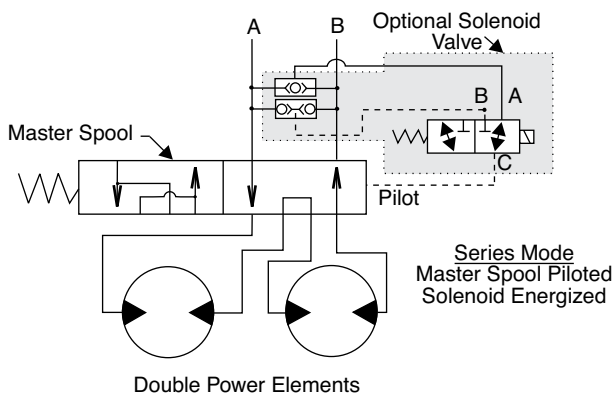 A
B
Optional Solenoid
Valve
B
A
Master Spool
C
Pilot
Series Mode
Master Spool Piloted
Solenoid Energized
Double Power Elements